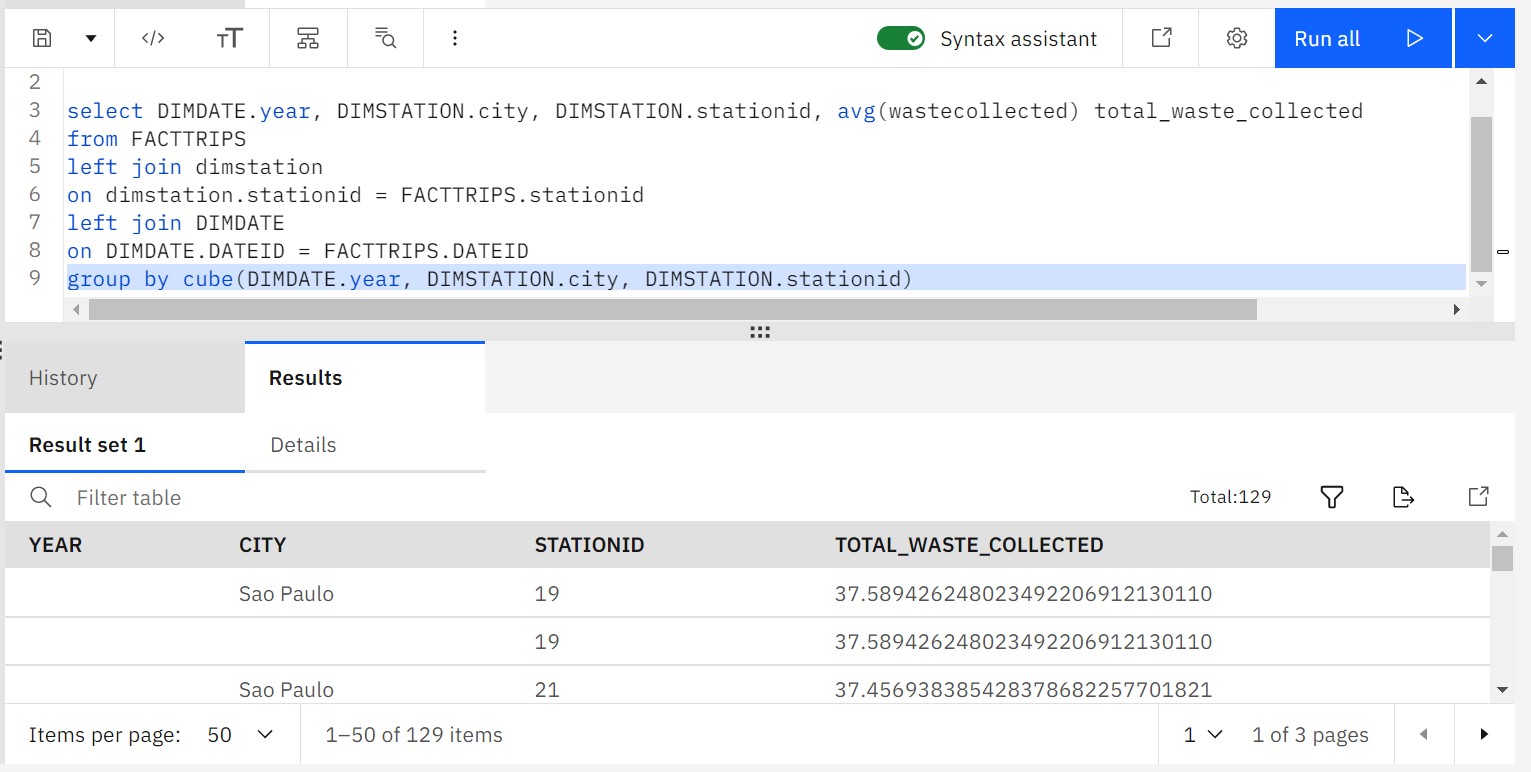 </> TT Syntax assistant Run all
2
3 select DIMDATE.year, DIMSTATION.city, DIMSTATION.stationid, avg(wastecollected) total_waste_collected
4 from FACTTRIPS
5 left join dimstation
6 on dimstation.stationid = FACTTRIPS.stationid
7 left join DIMDATE
8 on DIMDATE.DATEID = FACTTRIPS.DATEID
9 group by cube(DIMDATE.year, DIMSTATION.city, DIMSTATION.stationid)
History Results
Result set 1 Details
Filter table Total:129
YEAR CITY STATIONID TOTAL_WASTE_COLLECTED
Sao Paulo 19 37.5894262480234922069121301​10
19 37.589426248023492206912130110
Sao Paulo 21 37.456938385428378682257701821
Items per page: 50 1–50 of 129 items 1 1 of 3 pages